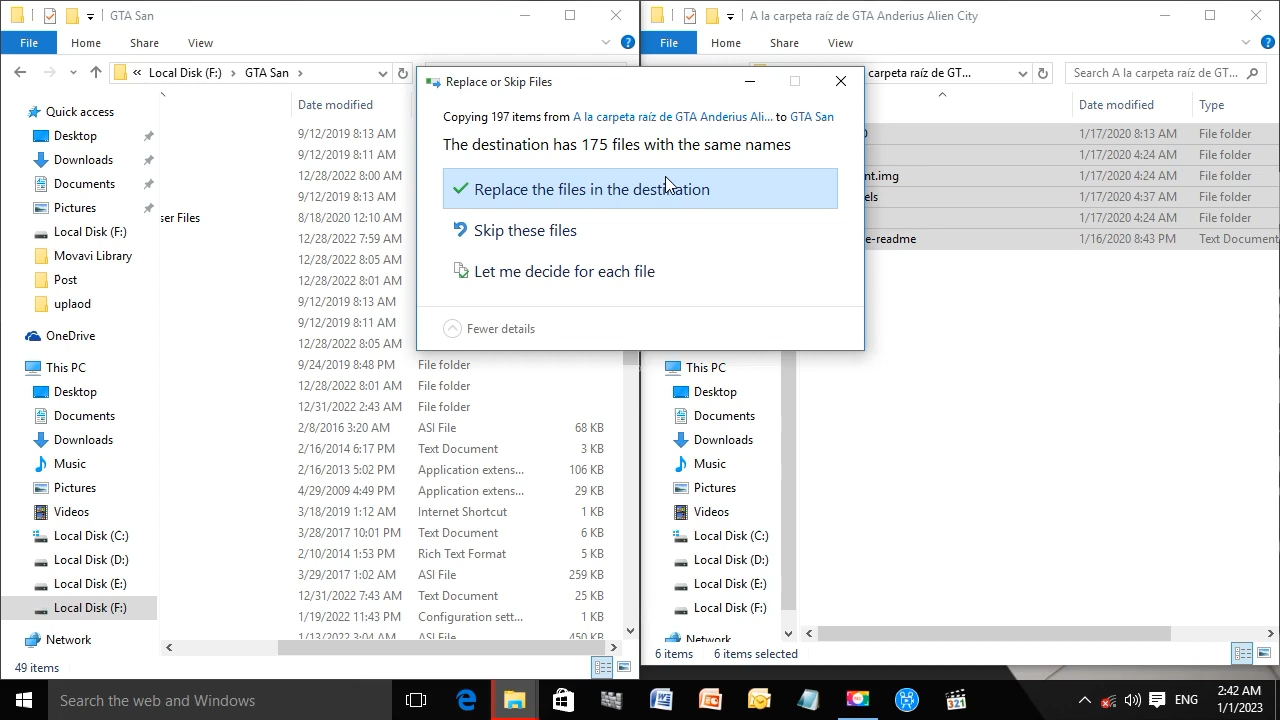 GTA San
File
Home
Share
View
«
Local Disk (F:)
GTA San
Date modified
Quick access
Desktop
Downloads
Documents
Pictures
Local Disk (F:)
Movavi Library
Post
uplaod
OneDrive
This PC
Desktop
Documents
Downloads
Music
Pictures
Videos
Local Disk (C:)
Local Disk (D:)
Local Disk (E:)
Local Disk (F:)
Network
9/12/2019 8:13 AM
9/12/2019 8:11 AM
12/28/2022 8:00 AM
9/12/2019 8:13 AM
ser Files 8/18/2020 12:10 AM
12/28/2022 7:59 AM
12/28/2022 8:05 AM
12/28/2022 8:01 AM
9/12/2019 8:13 AM
9/12/2019 8:11 AM
12/28/2022 8:05 AM
9/24/2019 8:48 PM File folder
12/28/2022 8:01 AM File folder
12/31/2022 2:43 AM File folder
2/8/2016 3:20 AM ASI File 68 KB
2/16/2014 6:17 PM Text Document 3 KB
2/16/2013 5:02 PM Application extens... 106 KB
4/29/2009 4:49 PM Application extens... 29 KB
3/18/2019 1:12 AM Internet Shortcut 1 KB
3/28/2017 10:01 PM Text Document 6 KB
2/10/2014 1:53 PM Rich Text Format 5 KB
3/29/2017 1:02 AM ASI File 259 KB
12/31/2022 7:43 AM Text Document 25 KB
1/19/2022 11:43 PM Configuration sett... 1 KB
1/13/2022 3:04 AM ASI File 450 KB
49 items
Replace or Skip Files
Copying 197 items from A la carpeta raíz de GTA Anderius Ali... to GTA San
The destination has 175 files with the same names
Replace the files in the destination
Skip these files
Let me decide for each file
Fewer details
A la carpeta raíz de GTA Anderius Alien City
File
Home
Share
View
carpeta raíz de GT...
Search A la carpeta raíz de GT...
Date modified Type
1/17/2020 8:13 AM File folder
1/17/2020 4:24 AM File folder
nt.img 1/17/2020 4:24 AM File folder
els 1/17/2020 4:37 AM File folder
1/17/2020 4:24 AM File folder
e-readme 1/16/2020 8:43 PM Text Document
This PC
Desktop
Documents
Downloads
Music
Pictures
Videos
Local Disk (C:)
Local Disk (D:)
Local Disk (E:)
Local Disk (F:)
Network
6 items 6 items selected
Search the web and Windows
321
ENG
2:42 AM
1/1/2023